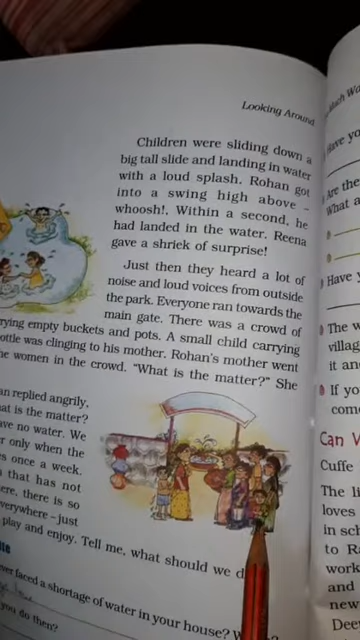 Looking Around
Children were sliding down a
big tall slide and landing in water
with a loud splash. Rohan got
into a swing high above –
whoosh!. Within a second, he
had landed in the water. Reena
gave a shriek of surprise!
Just then they heard a lot of
noise and loud voices from outside
the park. Everyone ran towards the
main gate. There was a crowd of
rying empty buckets and pots. A small child carrying
ottle was clinging to his mother. Rohan's mother went
he women in the crowd. "What is the matter?" She
an replied angrily,
at is the matter?
ave no water. We
r only when the
es once a week.
that has not
ere, there is so
verywhere – just
play and enjoy. Tell me, what should we d
ver faced a shortage of water in your house?
you do then?
Much Wa
Have yo
Are the
What a
Have y
The w
villag
it an
If yo
com
Can W
Cuffe
The li
loves
in sch
to Ra
work
and
new
Deep